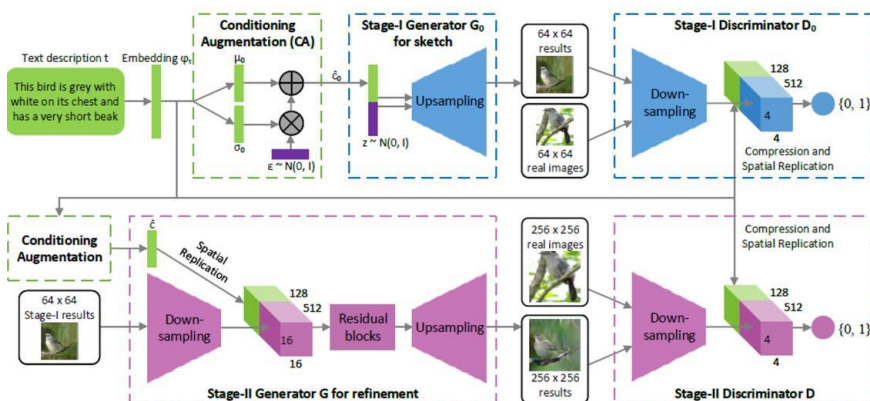 Conditioning
Augmentation (CA)
Stage-I Generator G₀
for sketch
64 x 64
results
Stage-I Discriminator D₀
Text description t
Embedding φₜ
μ₀
ĉ₀
128
512
This bird is grey with
white on its chest and
has a very short beak
Upsampling
Down-
sampling
4
{0, 1}
σ₀
4
ε ~ N(0, I)
z ~ N(0, I)
64 x 64
real images
Compression and
Spatial Replication
Conditioning
Augmentation
ĉ
Spatial
Replication
256 x 256
real images
Compression and
Spatial Replication
64 x 64
Stage-I results
Down-
sampling
128
512
16
16
Residual
blocks
Upsampling
Down-
sampling
128
512
4
4
{0, 1}
256 x 256
results
Stage-II Generator G for refinement
Stage-II Discriminator D